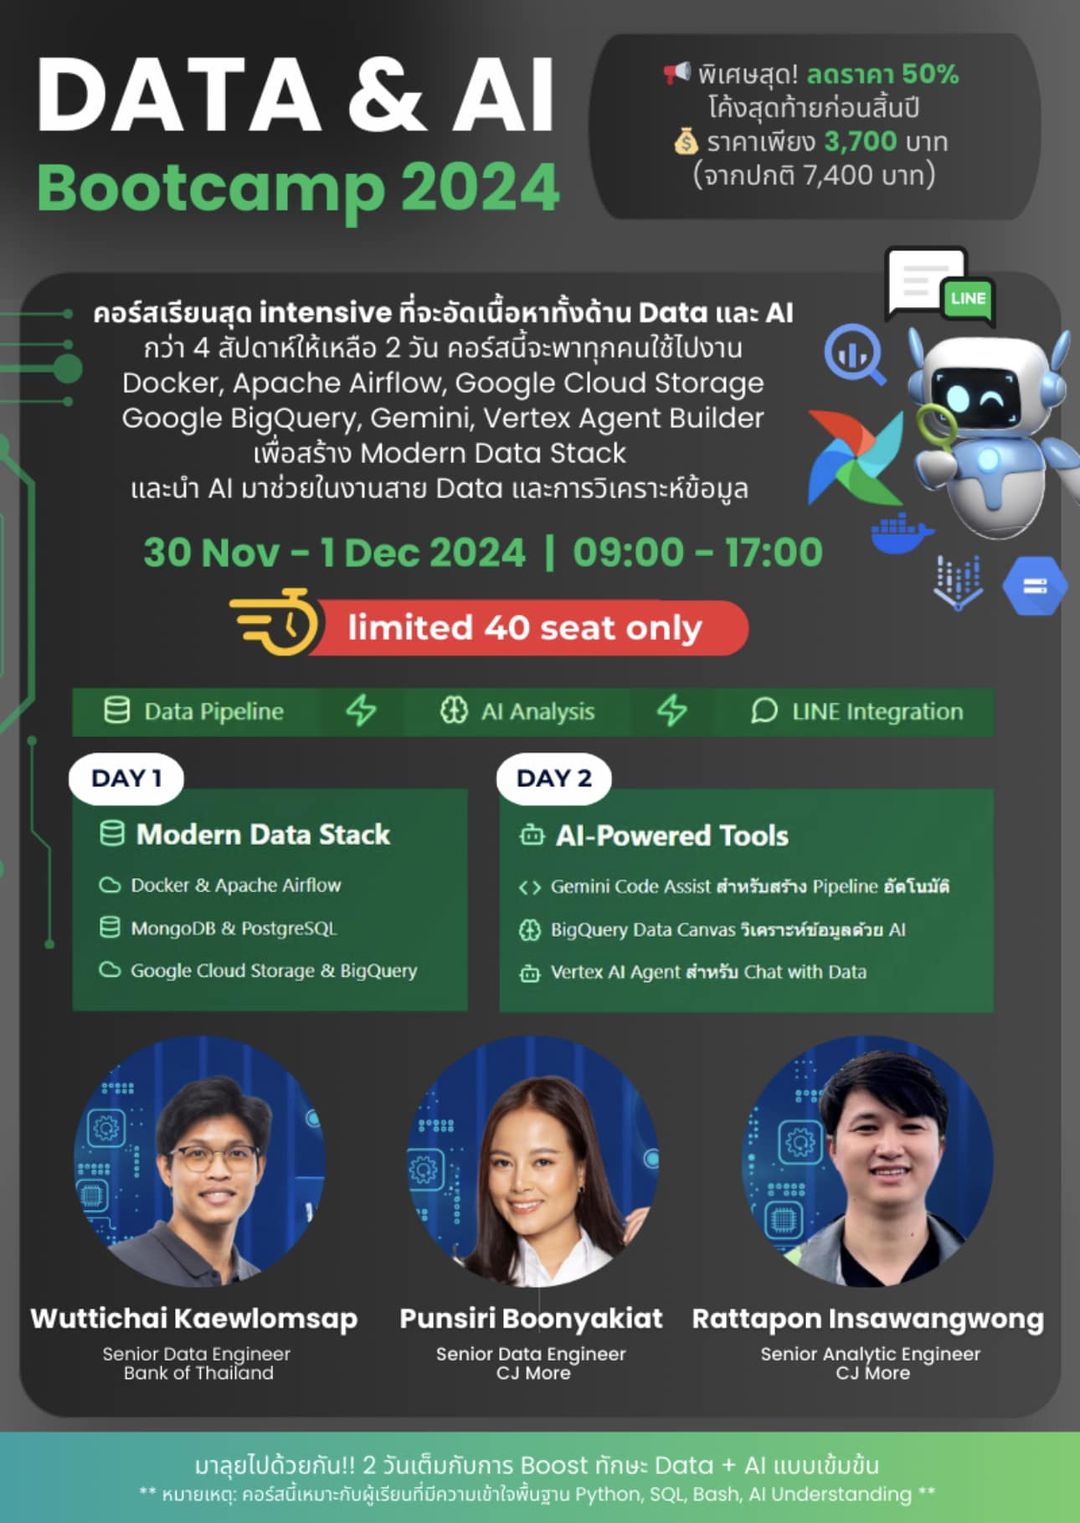 DATA & AI
Bootcamp 2024
พิเศษสุด! ลดราคา 50%
โค้งสุดท้ายก่อนสิ้นปี
ราคาเพียง 3,700 บาท
(จากปกติ 7,400 บาท)
LINE
คอร์สเรียนสุด intensive ที่จะอัดเนื้อหาทั้งด้าน Data และ AI
กว่า 4 สัปดาห์ให้เหลือ 2 วัน คอร์สนี้จะพาทุกคนใช้ไปงาน
Docker, Apache Airflow, Google Cloud Storage
Google BigQuery, Gemini, Vertex Agent Builder
เพื่อสร้าง Modern Data Stack
และนำ AI มาช่วยในงานสาย Data และการวิเคราะห์ข้อมูล
30 Nov - 1 Dec 2024 | 09:00 - 17:00
limited 40 seat only
Data Pipeline
AI Analysis
LINE Integration
DAY 1
Modern Data Stack
Docker & Apache Airflow
MongoDB & PostgreSQL
Google Cloud Storage & BigQuery
DAY 2
AI-Powered Tools
Gemini Code Assist สำหรับสร้าง Pipeline อัตโนมัติ
BigQuery Data Canvas วิเคราะห์ข้อมูลด้วย AI
Vertex AI Agent สำหรับ Chat with Data
Wuttichai Kaewlomsap
Senior Data Engineer
Bank of Thailand
Punsiri Boonyakiat
Senior Data Engineer
CJ More
Rattapon Insawangwong
Senior Analytic Engineer
CJ More
มาลุยไปด้วยกัน!! 2 วันเต็มกับการ Boost ทักษะ Data + AI แบบเข้มข้น
** หมายเหตุ: คอร์สนี้เหมาะกับผู้เรียนที่มีความเข้าใจพื้นฐาน Python, SQL, Bash, AI Understanding **